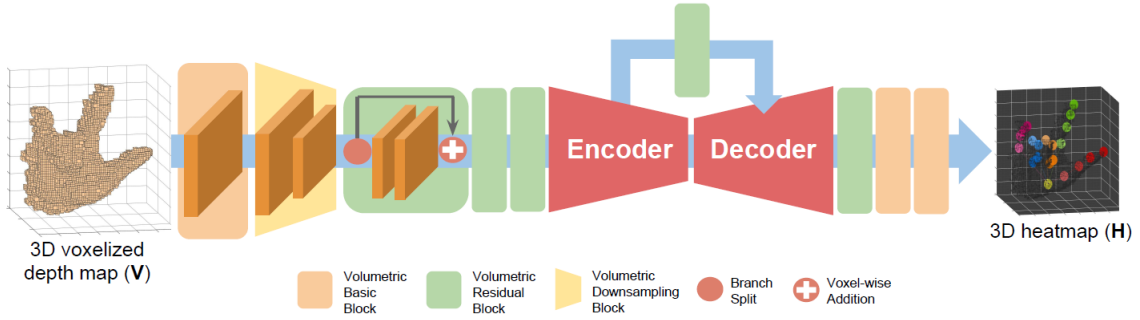 Encoder
Decoder
3D voxelized
depth map (V)
3D heatmap (H)
Volumetric
Basic
Block
Volumetric
Residual
Block
Volumetric
Downsampling
Block
Branch
Split
Voxel-wise
Addition